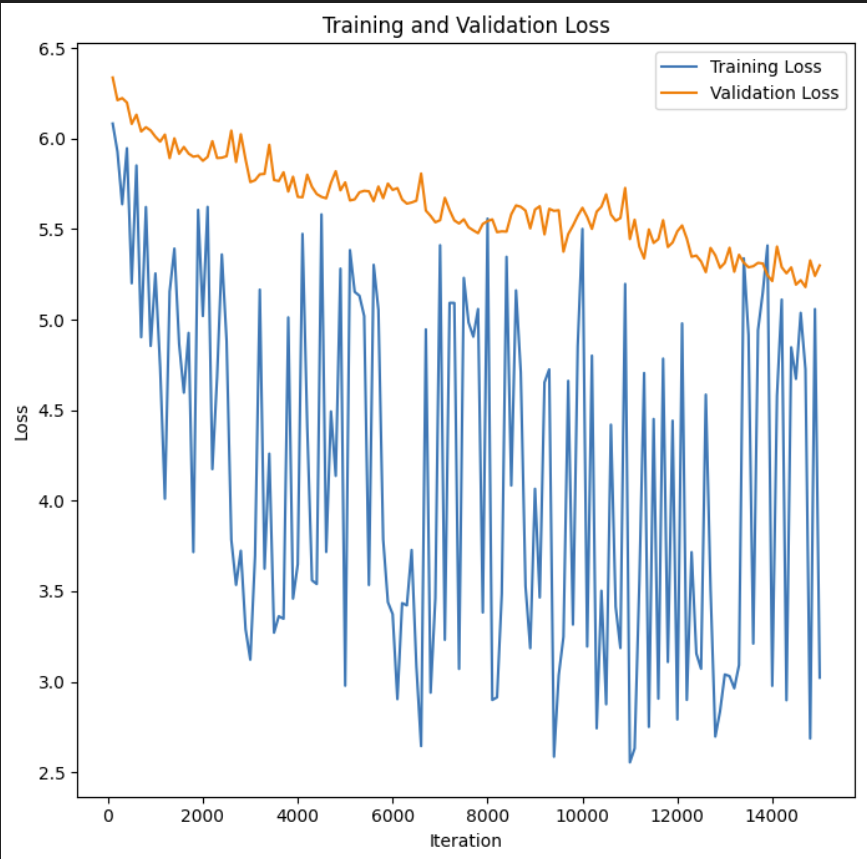 Training and Validation Loss
Training Loss
Validation Loss
6.5
6.0
5.5
5.0
4.5
4.0
3.5
3.0
2.5
Loss
0 2000 4000 6000 8000 10000 12000 14000
Iteration